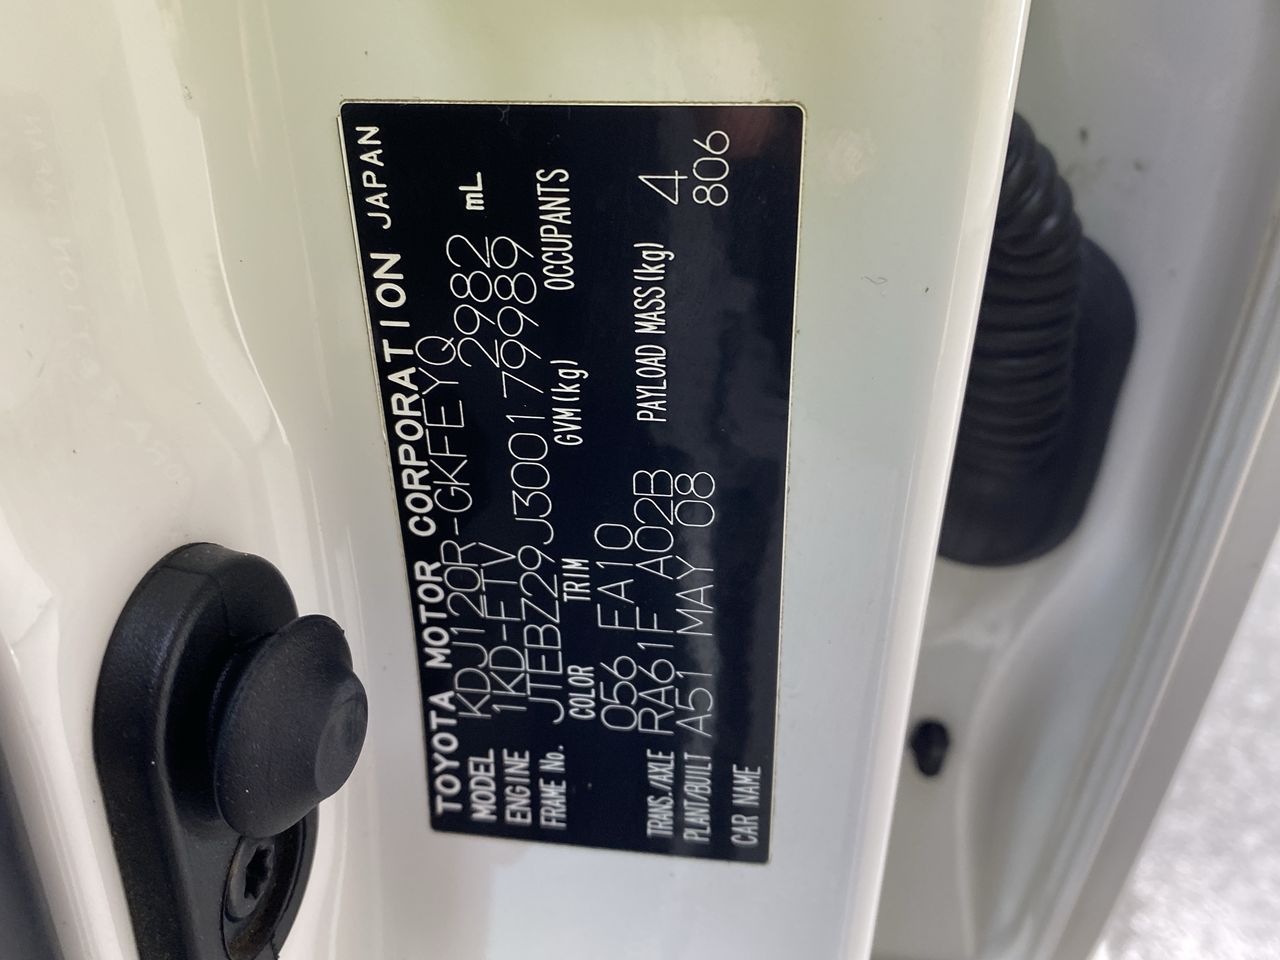 TOYOTA MOTOR CORPORATION JAPAN
MODEL KDJ120R-GKFEYQ
ENGINE 1KD-FTV 2982 mL
FRAME No. JTEBZ29J300179989
COLOR TRIM GVM(kg) OCCUPANTS
056 FA10
TRANS./AXLE RA61F A02B PAYLOAD MASS(kg) 4
PLANT/BUILT A51 MAY 08 806
CAR NAME